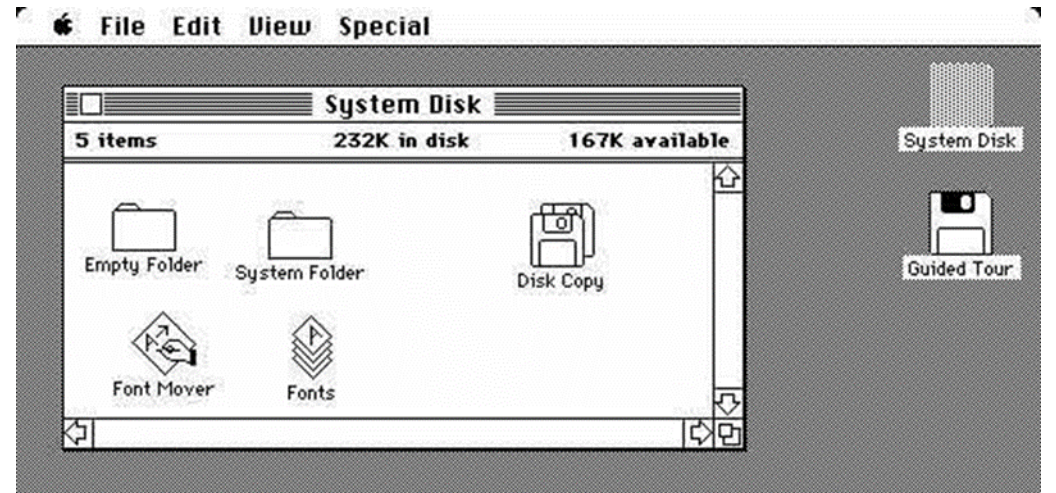 File Edit View Special
System Disk
5 items 232K in disk 167K available
System Disk
Empty Folder System Folder Disk Copy
Guided Tour
Font Mover Fonts